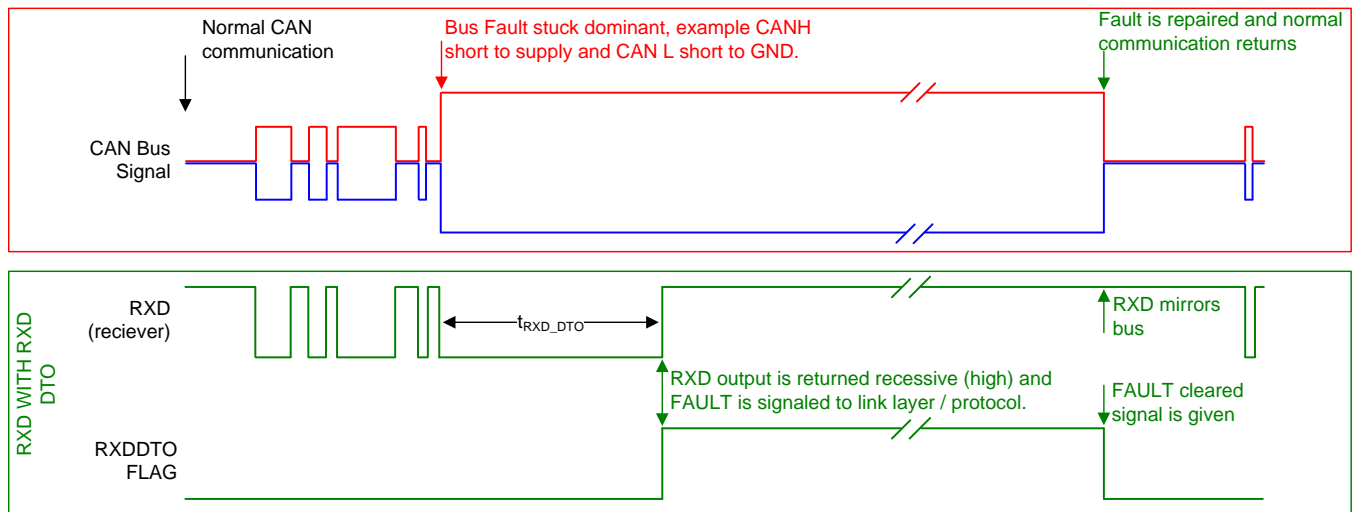 Normal CAN
communication
Bus Fault stuck dominant, example CANH
short to supply and CAN L short to GND.
Fault is repaired and normal
communication returns
CAN Bus
Signal
RXD WITH RXD
DTO
RXD
(reciever)
tRXD_DTO
RXD mirrors
bus
RXD output is returned recessive (high) and
FAULT is signaled to link layer / protocol.
FAULT cleared
signal is given
RXDDTO
FLAG